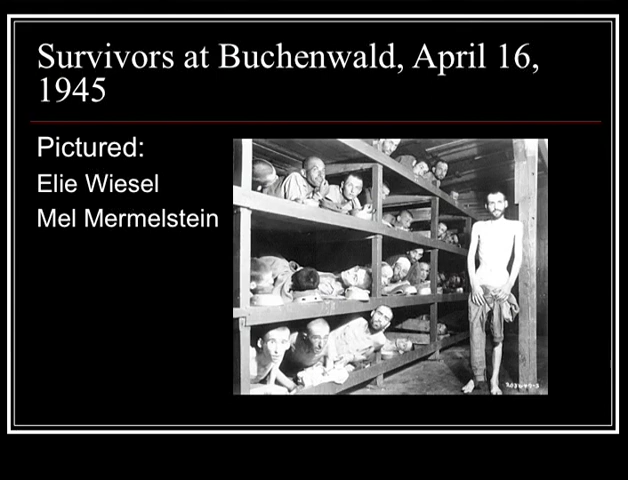 Survivors at Buchenwald, April 16,
1945
Pictured:
Elie Wiesel
Mel Mermelstein